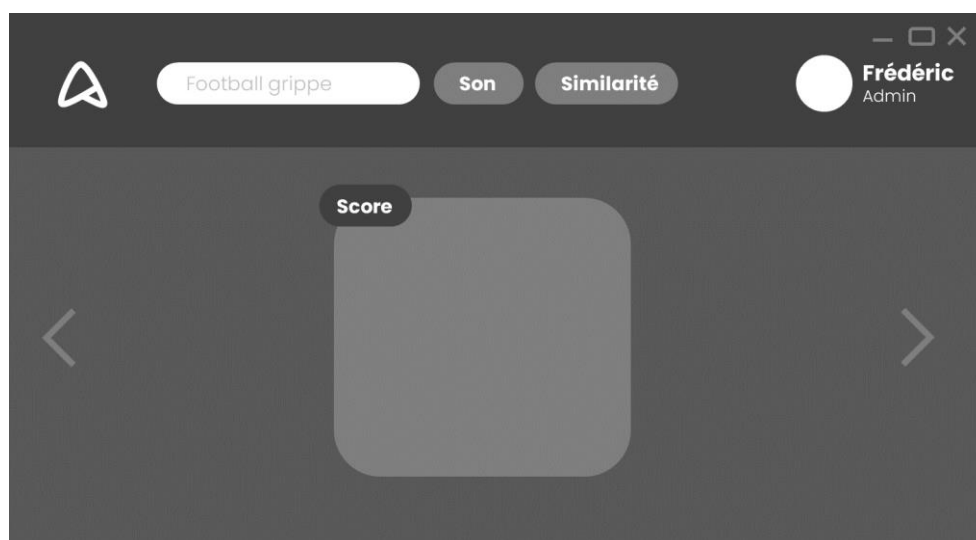 Football grippe
Son
Similarité
Frédéric
Admin
Score